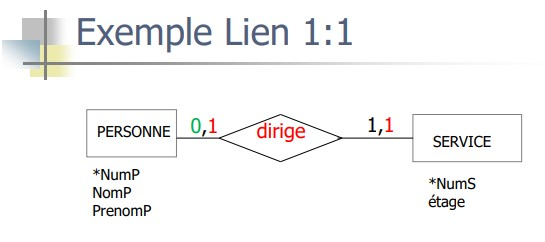 Exemple Lien 1:1
PERSONNE
0,1
dirige
1,1
SERVICE
*NumP
NomP
PrenomP
*NumS
étage